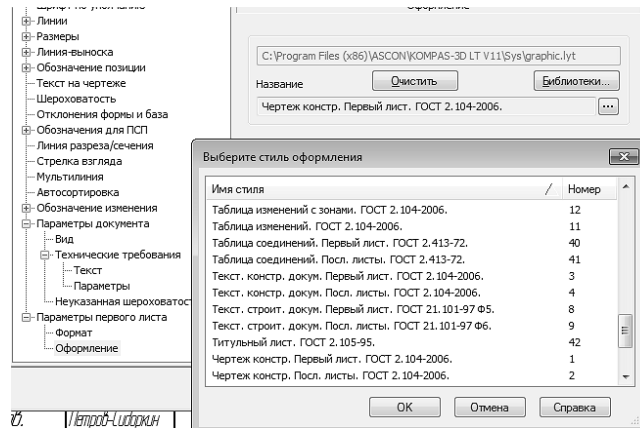 Шрифт по умолчанию
Линии
Размеры
Линия-выноска
Обозначение позиции
Текст на чертеже
Шероховатость
Отклонения формы и база
Обозначения для ПСП
Линия разреза/сечения
Стрелка взгляда
Мультилиния
Автосортировка
Обозначение изменения
Параметры документа
Вид
Технические требования
Текст
Параметры
Неуказанная шероховатос
Параметры первого листа
Формат
Оформление
Оформление
C:\Program Files (x86)\ASCON\KOMPAS-3D LT V11\Sys\graphic.lyt
Название Очистить Библиотеки...
Чертеж констр. Первый лист. ГОСТ 2.104-2006. ...
Выберите стиль оформления
Имя стиля / Номер
Таблица изменений с зонами. ГОСТ 2.104-2006. 12
Таблица изменений. ГОСТ 2.104-2006. 11
Таблица соединений. Первый лист. ГОСТ 2.413-72. 40
Таблица соединений. Посл. листы. ГОСТ 2.413-72. 41
Текст. констр. докум. Первый лист. ГОСТ 2.104-2006. 3
Текст. констр. докум. Посл. листы. ГОСТ 2.104-2006. 4
Текст. строит. докум. Первый лист. ГОСТ 21.101-97 Ф5. 8
Текст. строит. докум. Посл. листы. ГОСТ 21.101-97 Ф6. 9
Титульный лист. ГОСТ 2.105-95. 42
Чертеж констр. Первый лист. ГОСТ 2.104-2006. 1
Чертеж констр. Посл. листы. ГОСТ 2.104-2006. 2
OK Отмена Справка
Петров-Сидоркин